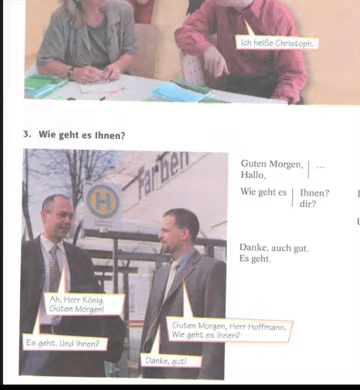 Ich heiße Christoph.
3. Wie geht es Ihnen?
Farben
H
Ah, Herr König.
Guten Morgen!
Guten Morgen, Herr Hoffmann.
Wie geht es Ihnen?
Es geht. Und Ihnen?
Danke, gut!
Guten Morgen, | ...
Hallo,
Wie geht es | Ihnen?
dir?
Danke, auch gut.
Es geht.